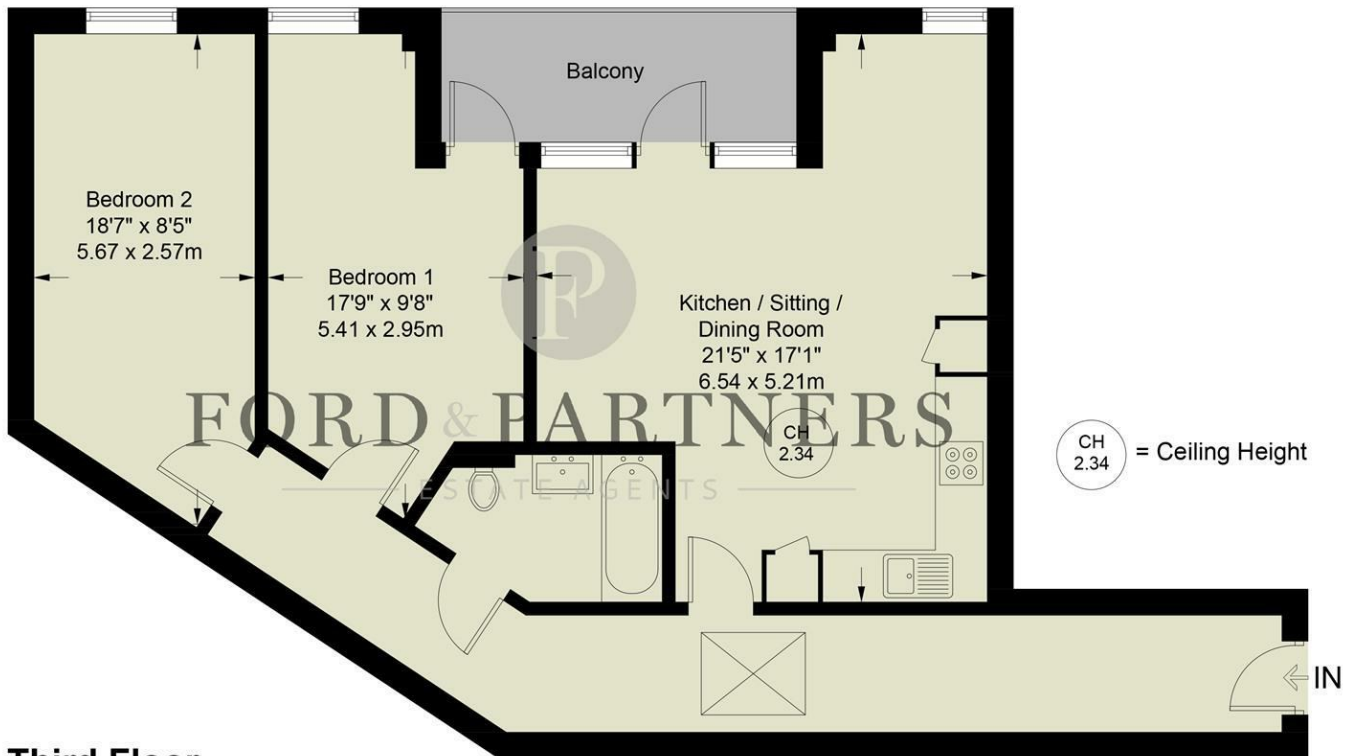 Balcony
Bedroom 2
18'7" x 8'5"
5.67 x 2.57m
Bedroom 1
17'9" x 9'8"
5.41 x 2.95m
Kitchen / Sitting /
Dining Room
21'5" x 17'1"
6.54 x 5.21m
P
FORD & PARTNERS
ESTATE AGENTS
CH
2.34
CH
2.34
= Ceiling Height
IN
Third Floor